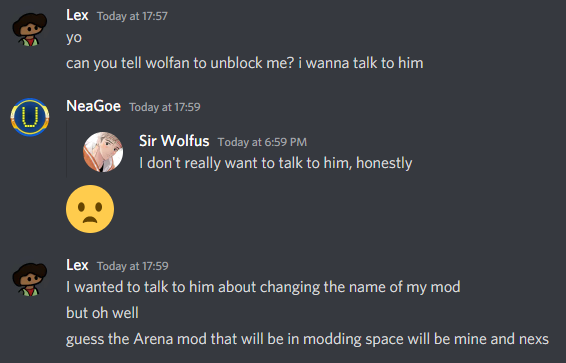 Lex Today at 17:57
yo
can you tell wolfan to unblock me? i wanna talk to him
NeaGoe Today at 17:59
Sir Wolfus Today at 6:59 PM
I don't really want to talk to him, honestly
Lex Today at 17:59
I wanted to talk to him about changing the name of my mod
but oh well
guess the Arena mod that will be in modding space will be mine and nexs